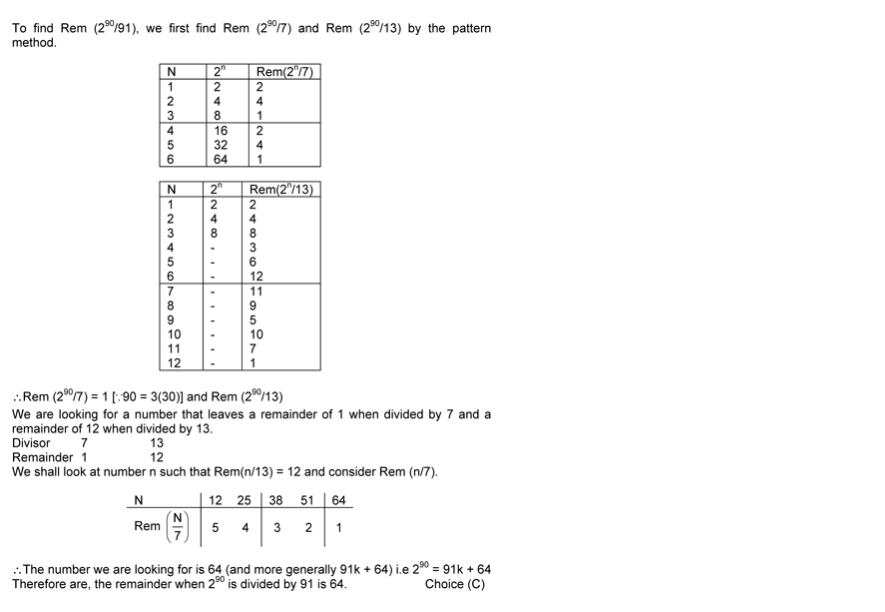 To find Rem (2⁹⁰/91), we first find Rem (2⁹⁰/7) and Rem (2⁹⁰/13) by the pattern
method.
N 2ⁿ Rem(2ⁿ/7)
1 2 2
2 4 4
3 8 1
4 16 2
5 32 4
6 64 1
N 2ⁿ Rem(2ⁿ/13)
1 2 2
2 4 4
3 8 8
4 - 3
5 - 6
6 - 12
7 - 11
8 - 9
9 - 5
10 - 10
11 - 7
12 - 1
∴Rem (2⁹⁰/7) = 1 [∵90 = 3(30)] and Rem (2⁹⁰/13)
We are looking for a number that leaves a remainder of 1 when divided by 7 and a
remainder of 12 when divided by 13.
Divisor 7 13
Remainder 1 12
We shall look at number n such that Rem(n/13) = 12 and consider Rem (n/7).
N 12 25 38 51 64
Rem (N/7) 5 4 3 2 1
∴The number we are looking for is 64 (and more generally 91k + 64) i.e 2⁹⁰ = 91k + 64
Therefore are, the remainder when 2⁹⁰ is divided by 91 is 64. Choice (C)